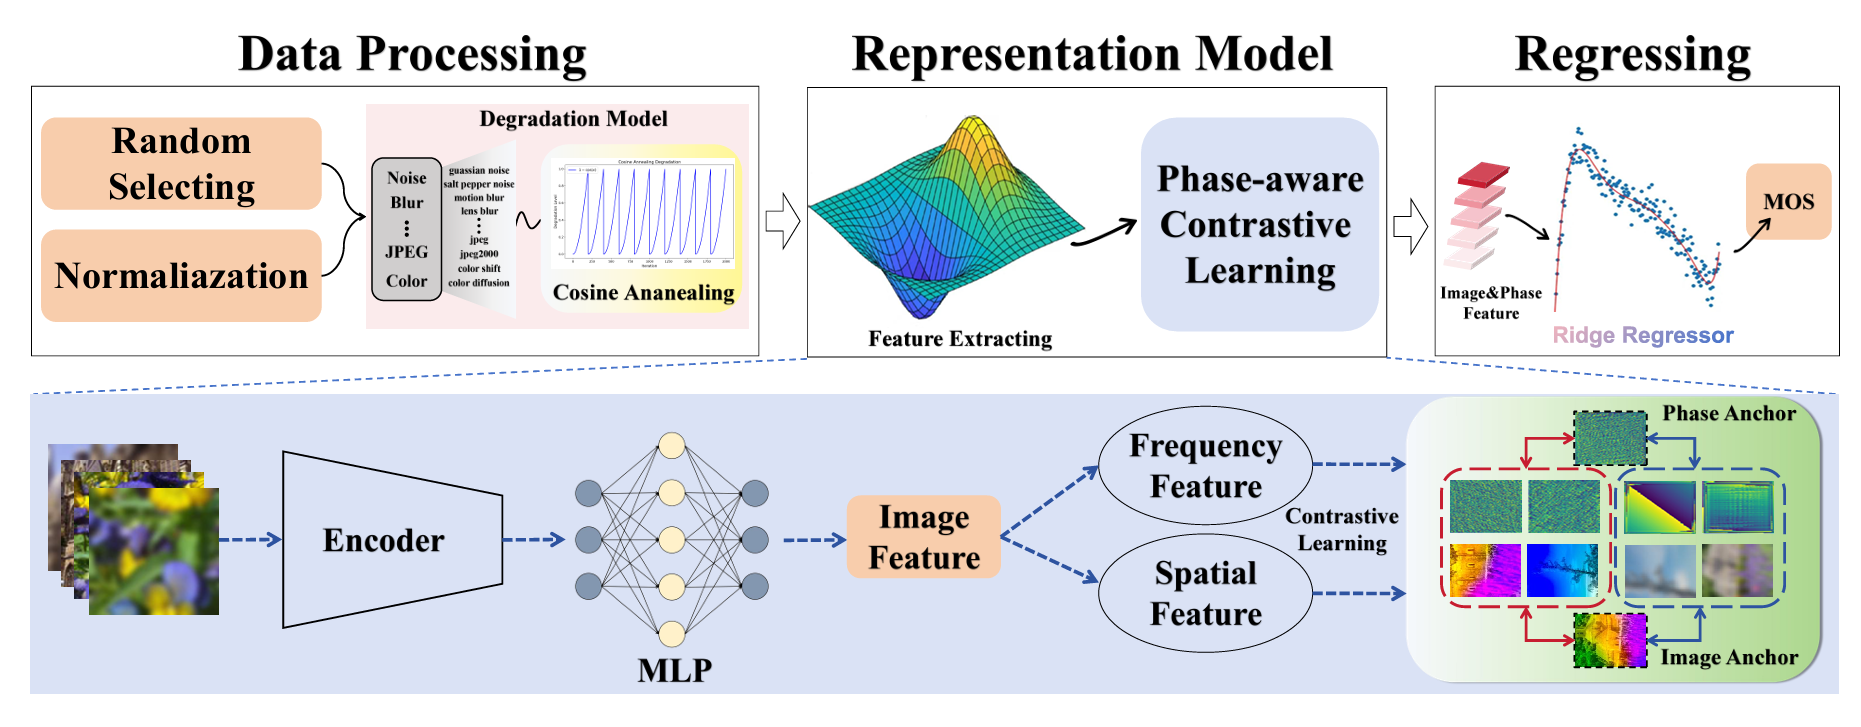 Data Processing
Representation Model
Regressing
Random
Selecting
Normaliazation
Degradation Model
Noise
Blur
JPEG
Color
guassian noise
salt pepper noise
motion blur
lens blur
jpeg
jpeg2000
color shift
color diffusion
Cosine Annealing Degradation
Cosine Ananealing
Feature Extracting
Phase-aware
Contrastive
Learning
Image&Phase
Feature
Ridge Regressor
MOS
Encoder
MLP
Image
Feature
Frequency
Feature
Spatial
Feature
Contrastive
Learning
Phase Anchor
Image Anchor